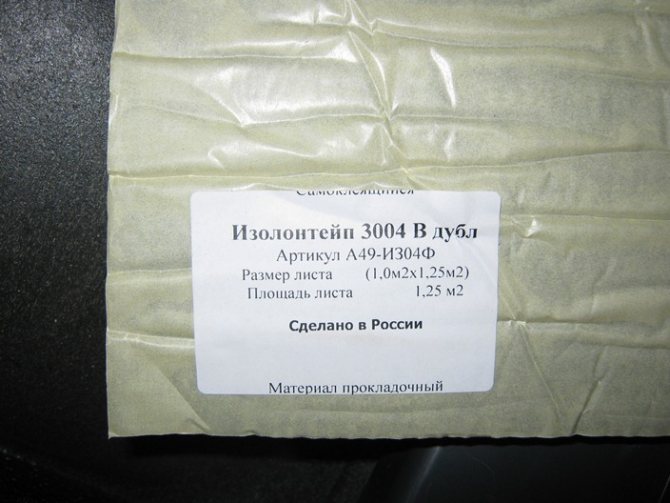 Самоклеящийся
Изолонтейп 3004 В дубл
Артикул А49-ИЗ04Ф
Размер листа (1,0м2х1,25м2)
Площадь листа 1,25 м2
Сделано в России
Материал прокладочный